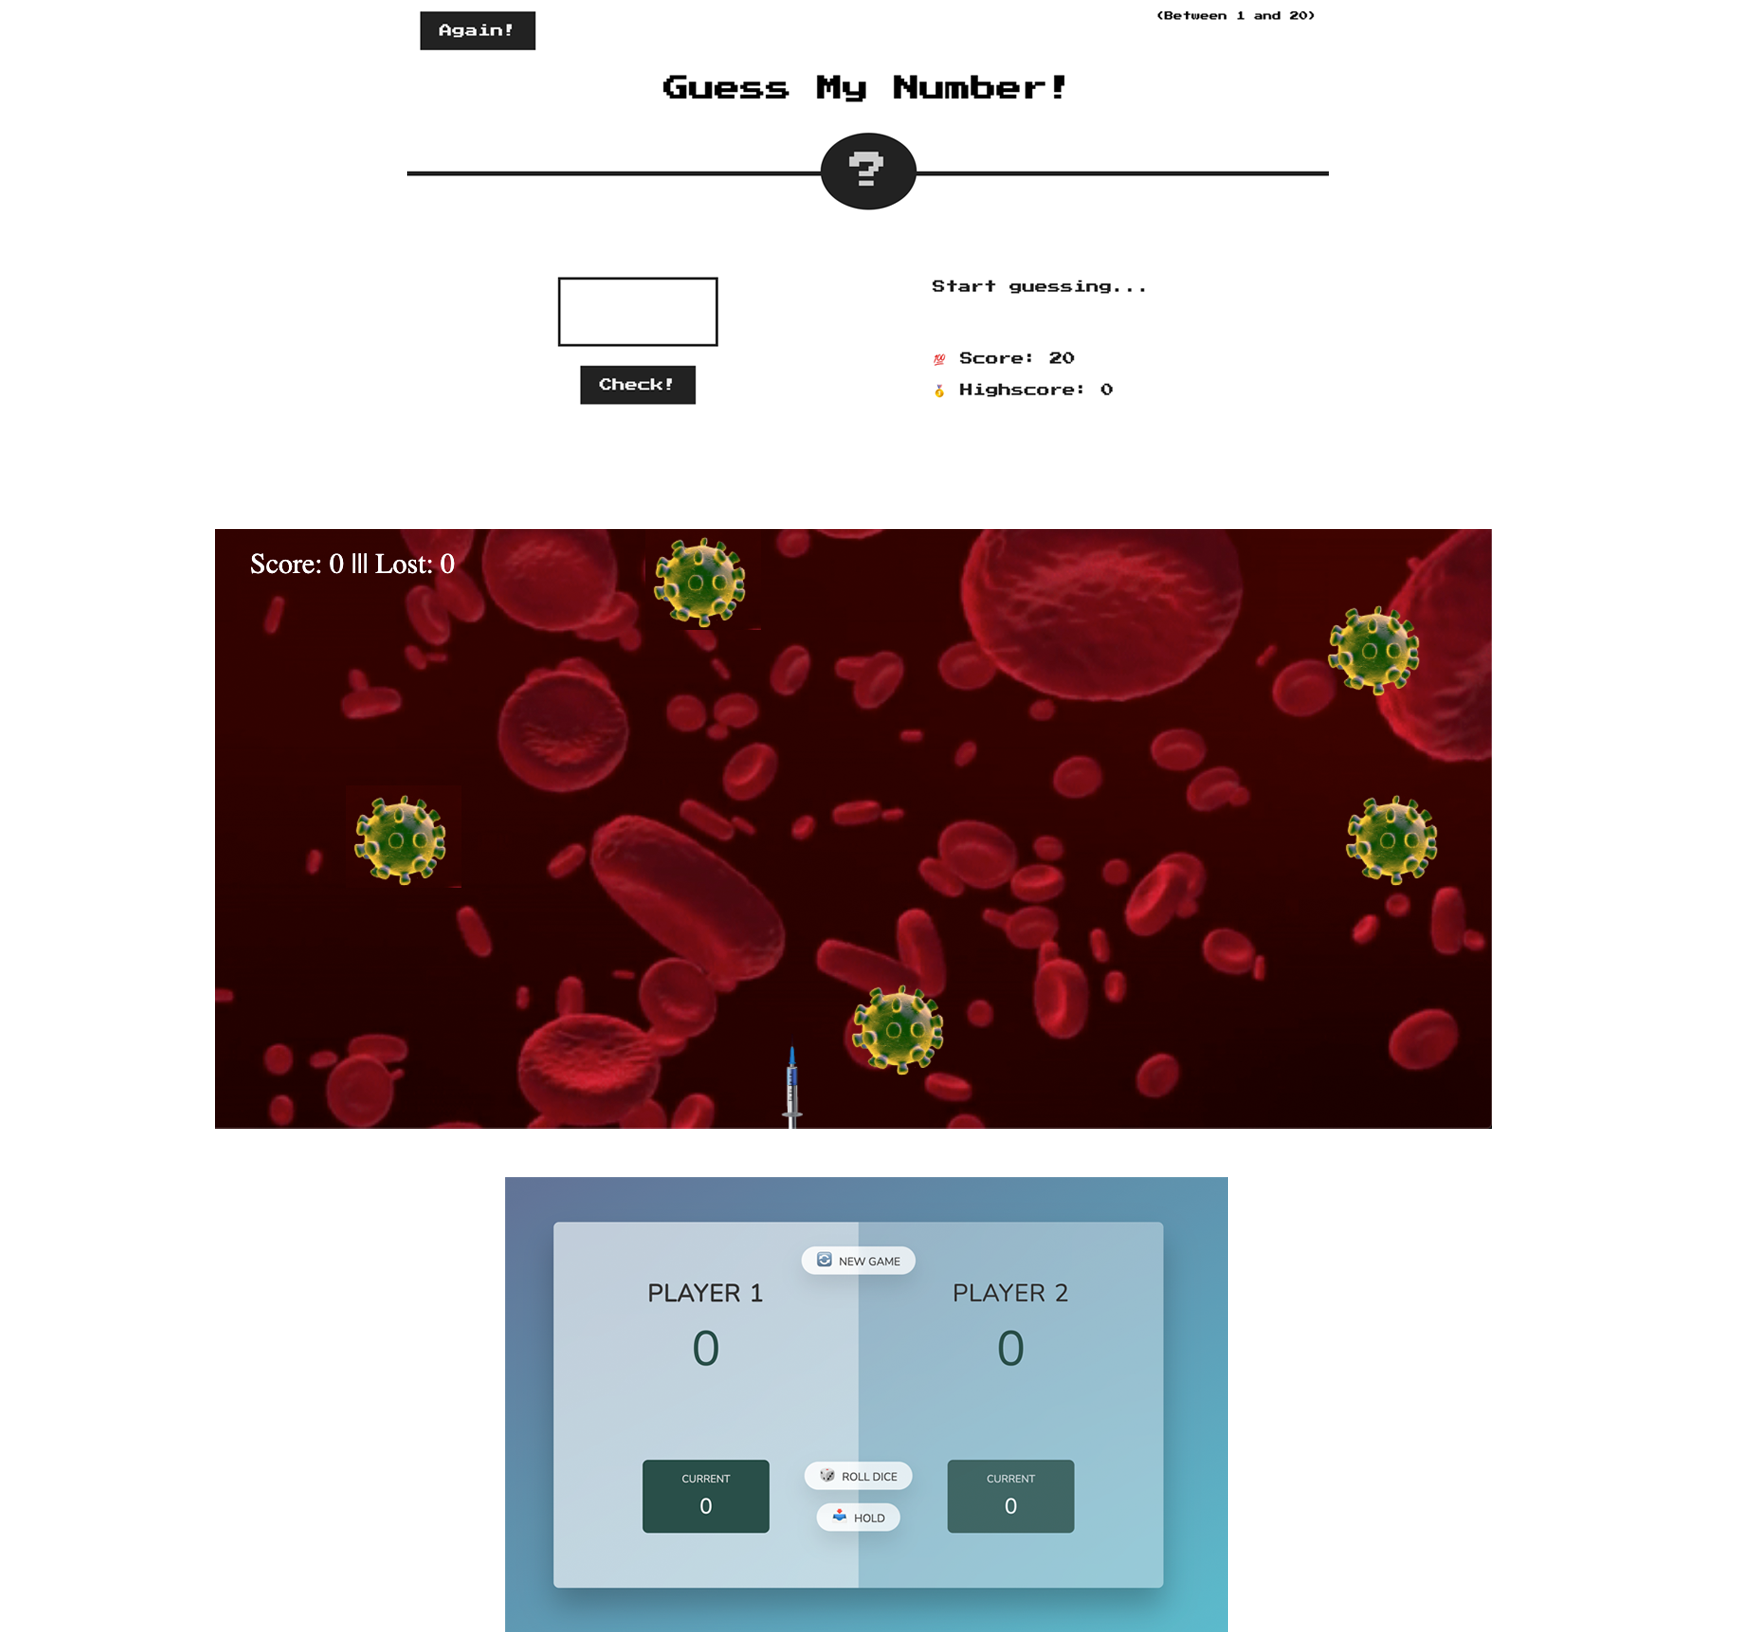 Again!
(Between 1 and 20)
Guess My Number!
?
Start guessing...
Check!
💯 Score: 20
🥇 Highscore: 0
Score: 0 ||| Lost: 0
🔄 NEW GAME
PLAYER 1
0
PLAYER 2
0
CURRENT
0
🎲 ROLL DICE
📥 HOLD
CURRENT
0